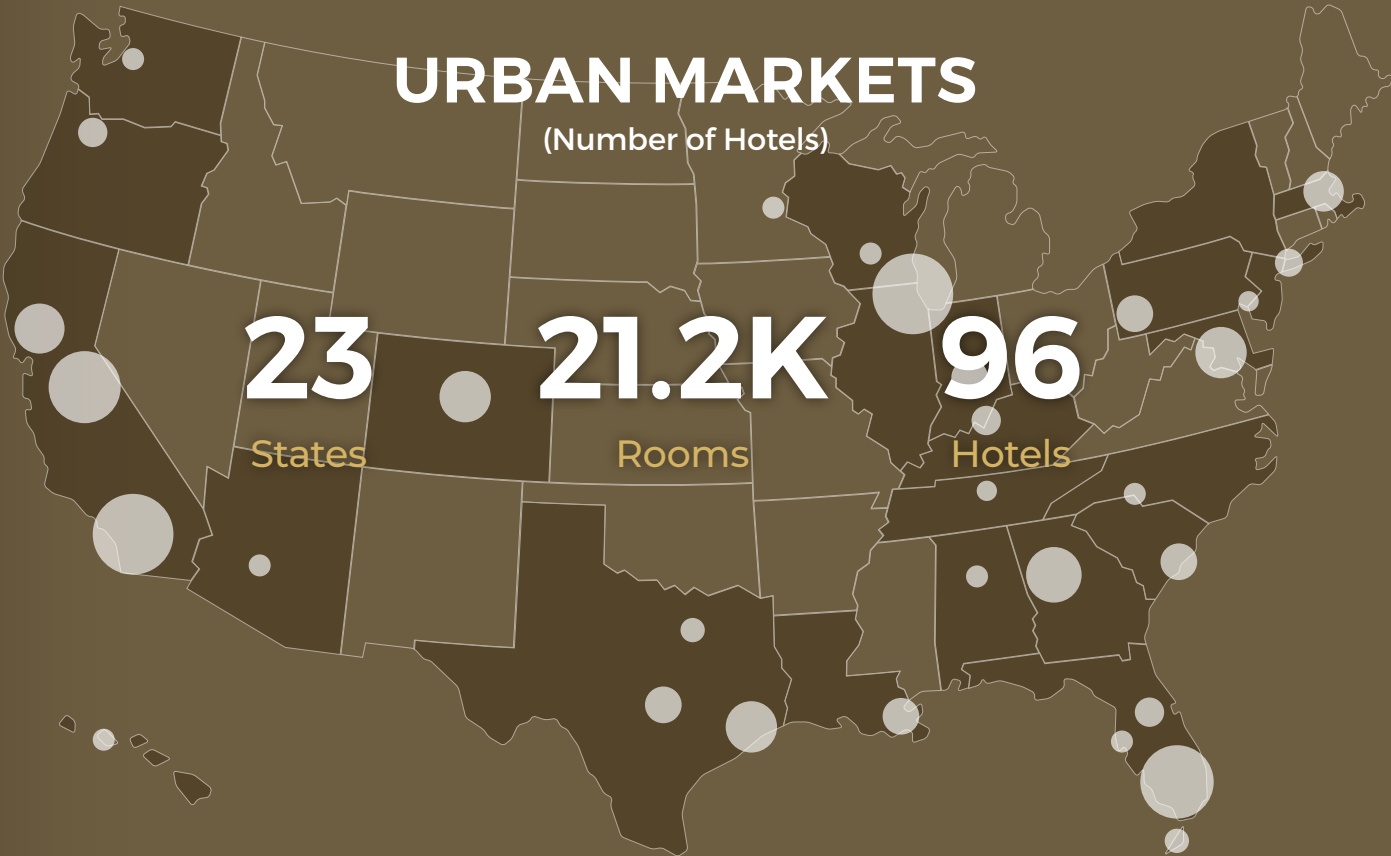 URBAN MARKETS
(Number of Hotels)
23 21.2K 96
States Rooms Hotels